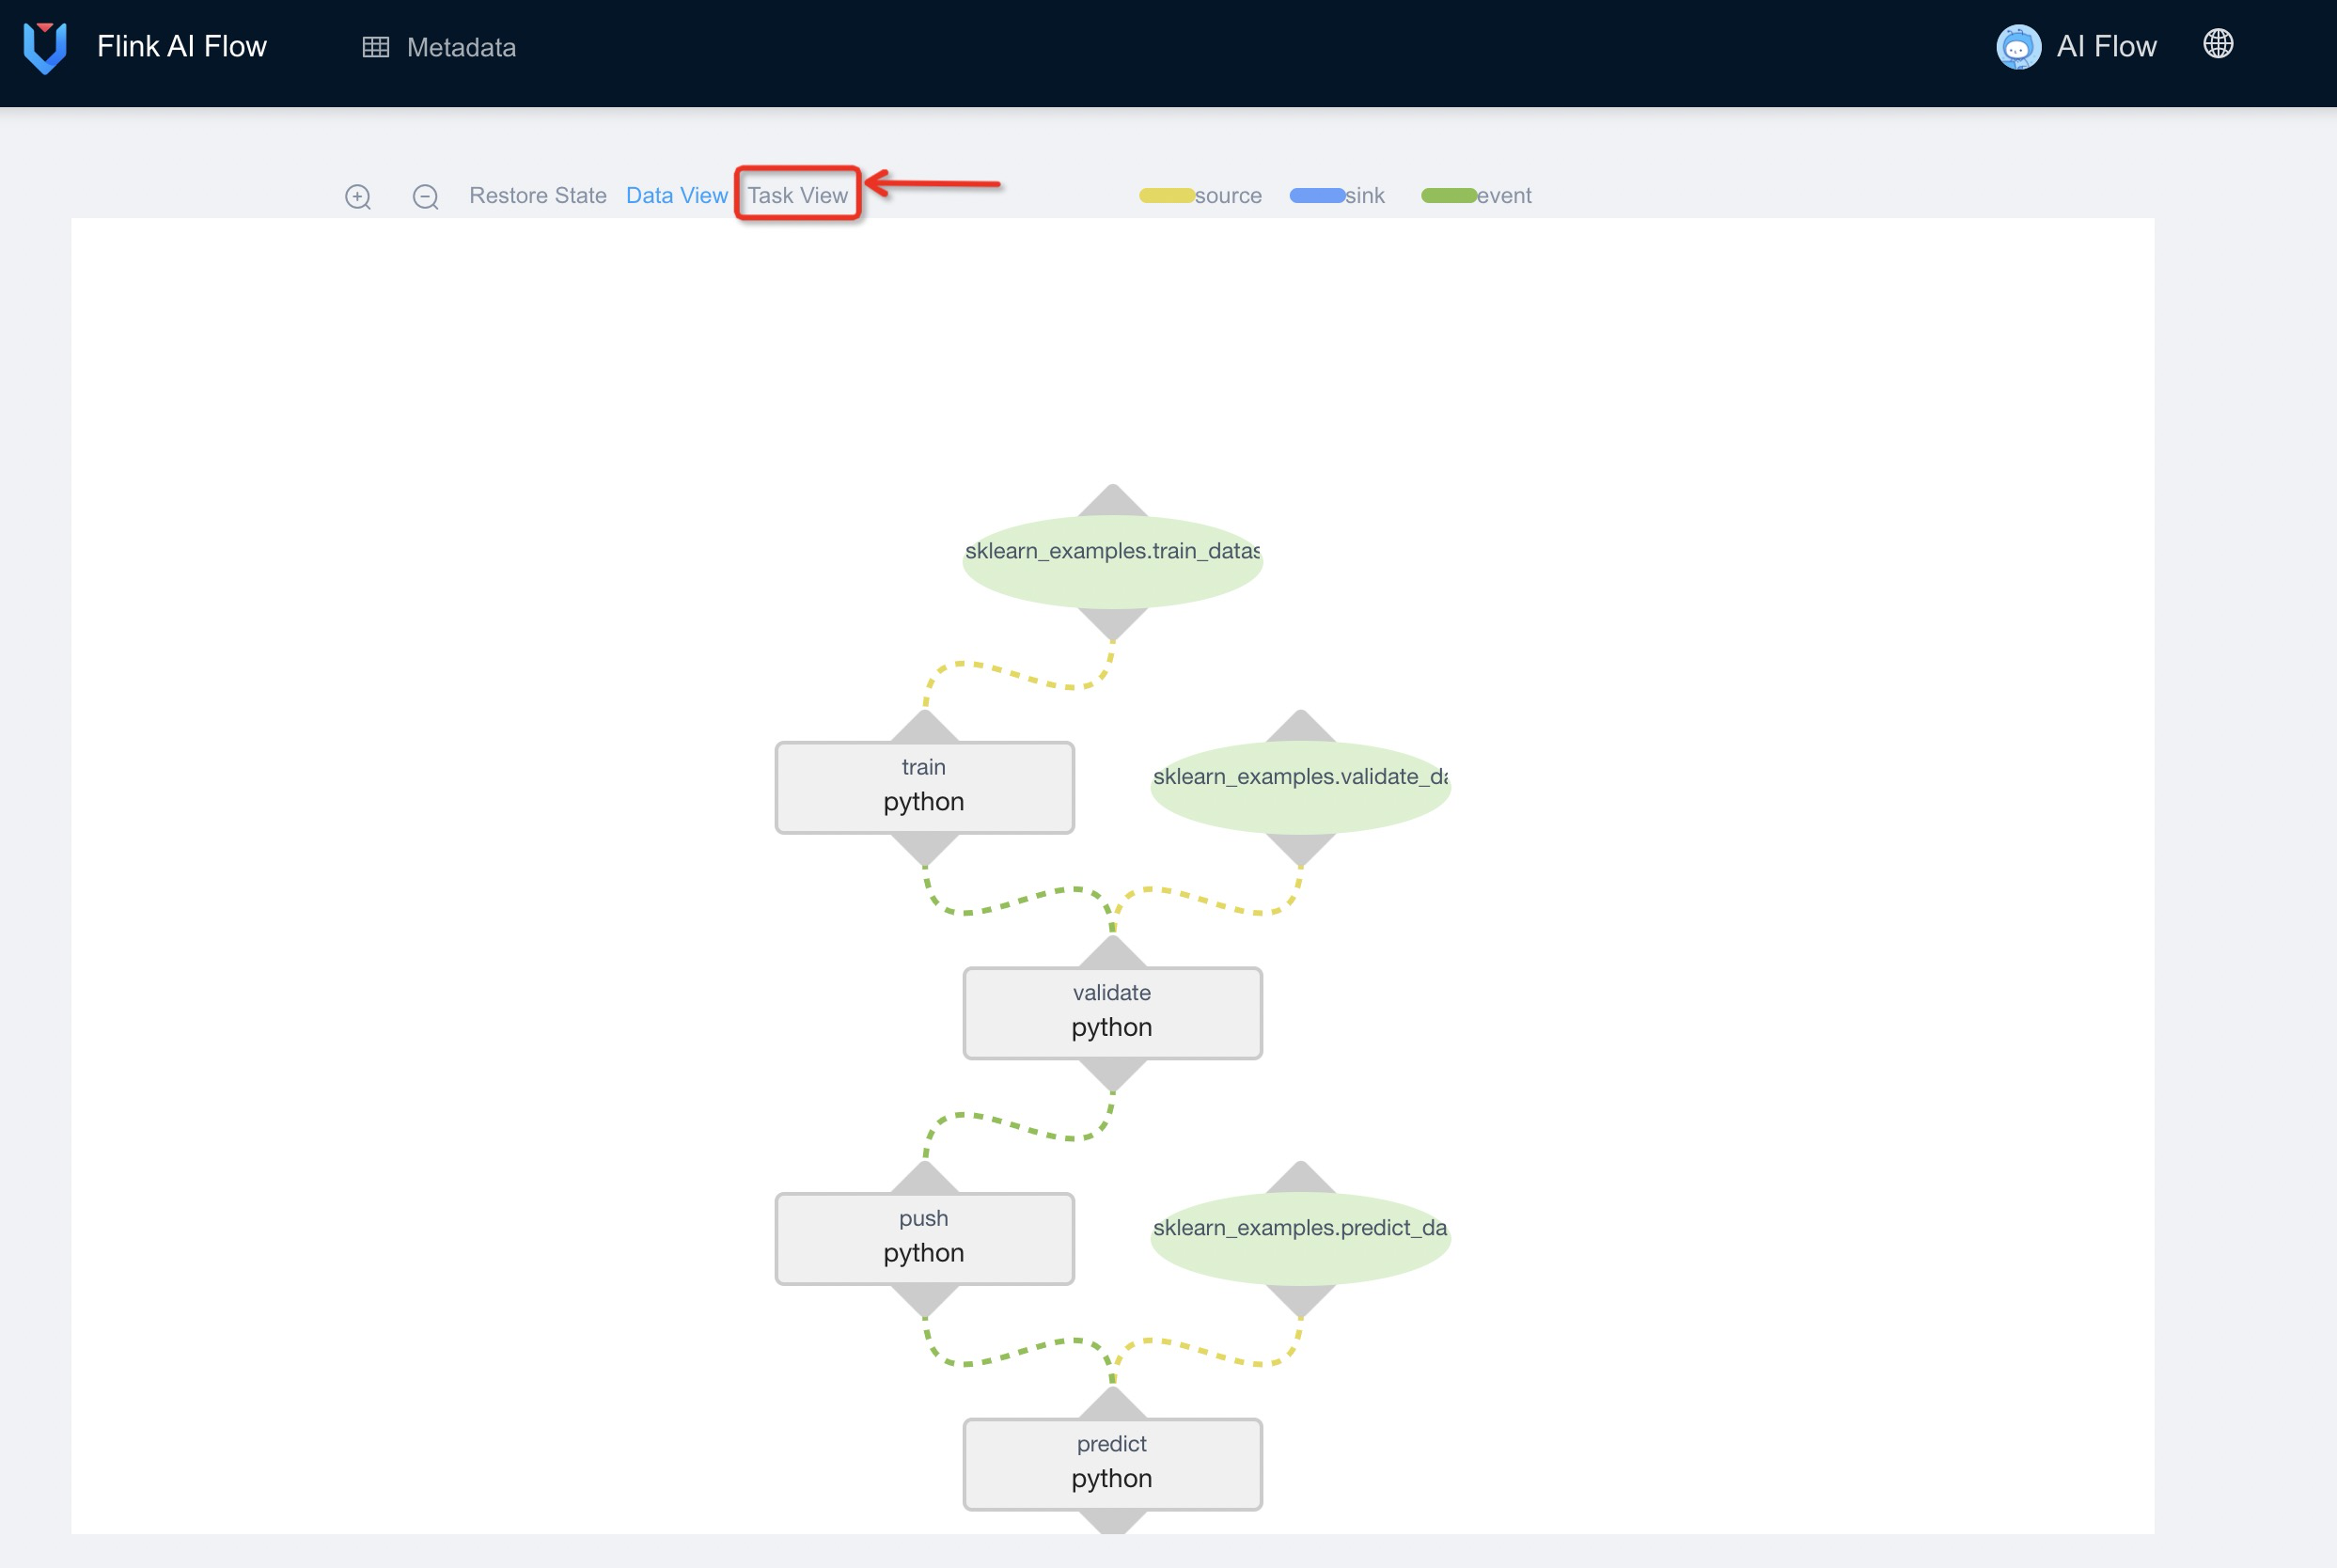 Flink AI Flow
Metadata
AI Flow
Restore State
Data View
Task View
source
sink
event
sklearn_examples.train_datas
train
python
sklearn_examples.validate_da
validate
python
push
python
sklearn_examples.predict_da
predict
python